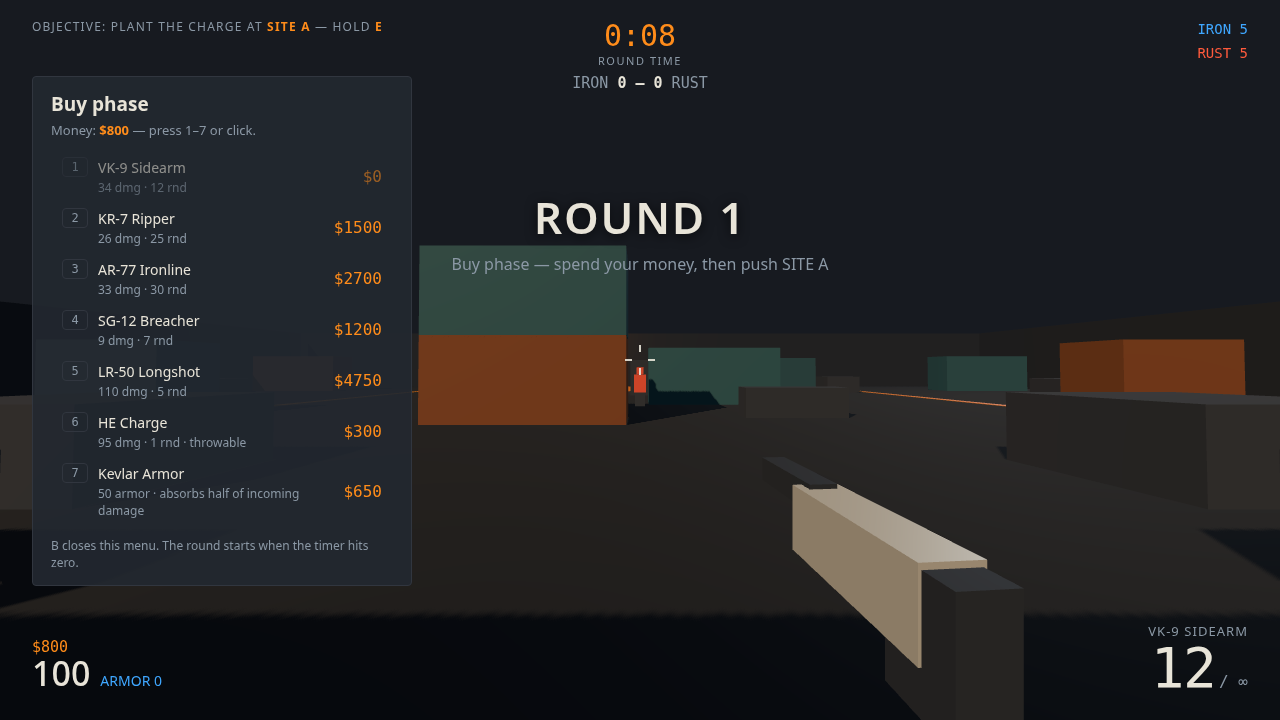 OBJECTIVE: PLANT THE CHARGE AT SITE A — HOLD E
0:08
ROUND TIME
IRON 0 — 0 RUST
IRON 5
RUST 5
Buy phase
Money: $800 — press 1–7 or click.
1 VK-9 Sidearm $0
34 dmg · 12 rnd
2 KR-7 Ripper $1500
26 dmg · 25 rnd
3 AR-77 Ironline $2700
33 dmg · 30 rnd
4 SG-12 Breacher $1200
9 dmg · 7 rnd
5 LR-50 Longshot $4750
110 dmg · 5 rnd
6 HE Charge $300
95 dmg · 1 rnd · throwable
7 Kevlar Armor $650
50 armor · absorbs half of incoming
damage
B closes this menu. The round starts when the timer hits
zero.
ROUND 1
Buy phase — spend your money, then push SITE A
$800
100 ARMOR 0
VK-9 SIDEARM
12 / ∞